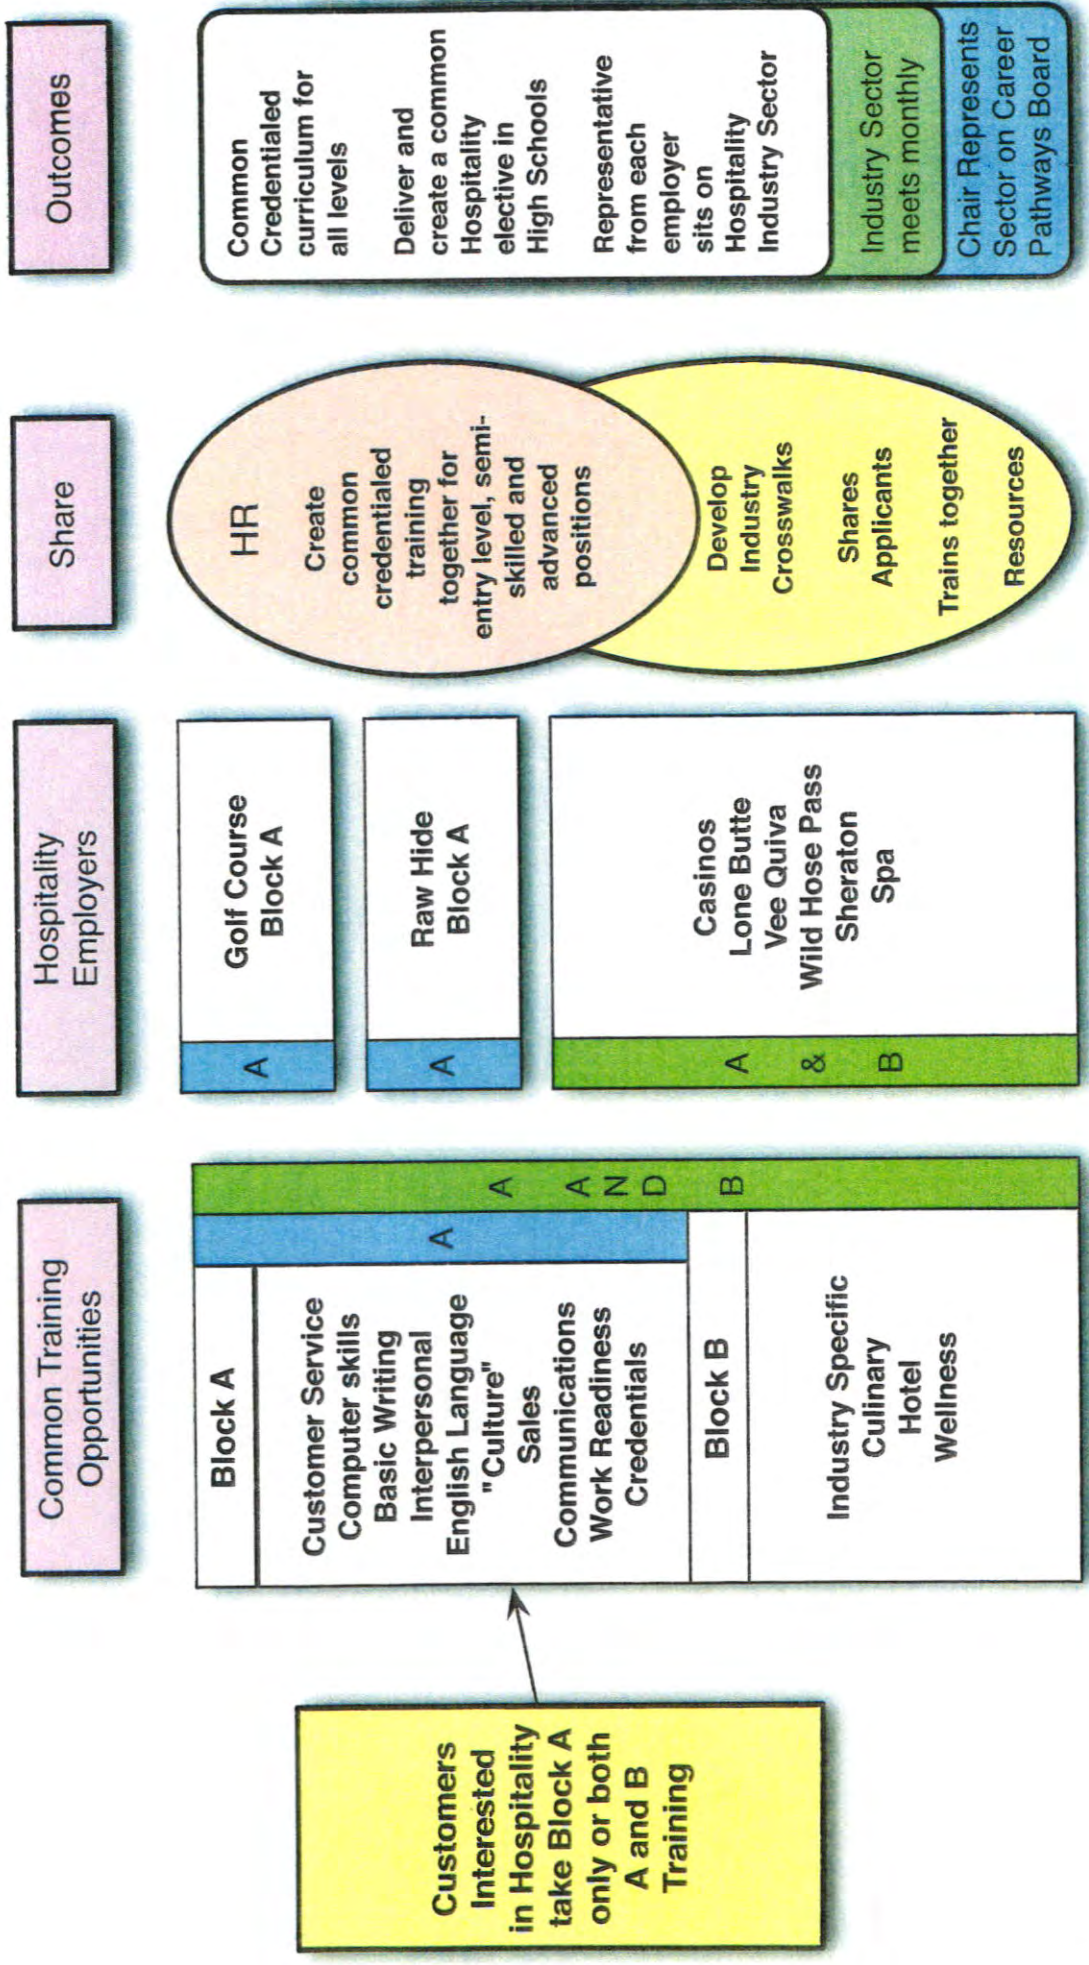 Customers
Interested
in Hospitality
take Block A
only or both
A and B
Training
Common Training
Opportunities
Block A
Customer Service
Computer skills
Basic Writing
Interpersonal
English Language
"Culture"
Sales
Communications
Work Readiness
Credentials
A
Block B
Industry Specific
Culinary
Hotel
Wellness
A
A
N
D
B
Hospitality
Employers
A
Golf Course
Block A
A
Raw Hide
Block A
A
&
B
Casinos
Lone Butte
Vee Quiva
Wild Hose Pass
Sheraton
Spa
Share
HR
Create
common
credentialed
training
together for
entry level, semi-
skilled and
advanced
positions
Develop
Industry
Crosswalks
Shares
Applicants
Trains together
Resources
Outcomes
Common
Credentialed
curriculum for
all levels
Deliver and
create a common
Hospitality
elective in
High Schools
Representative
from each
employer
sits on
Hospitality
Industry Sector
Industry Sector
meets monthly
Chair Represents
Sector on Career
Pathways Board